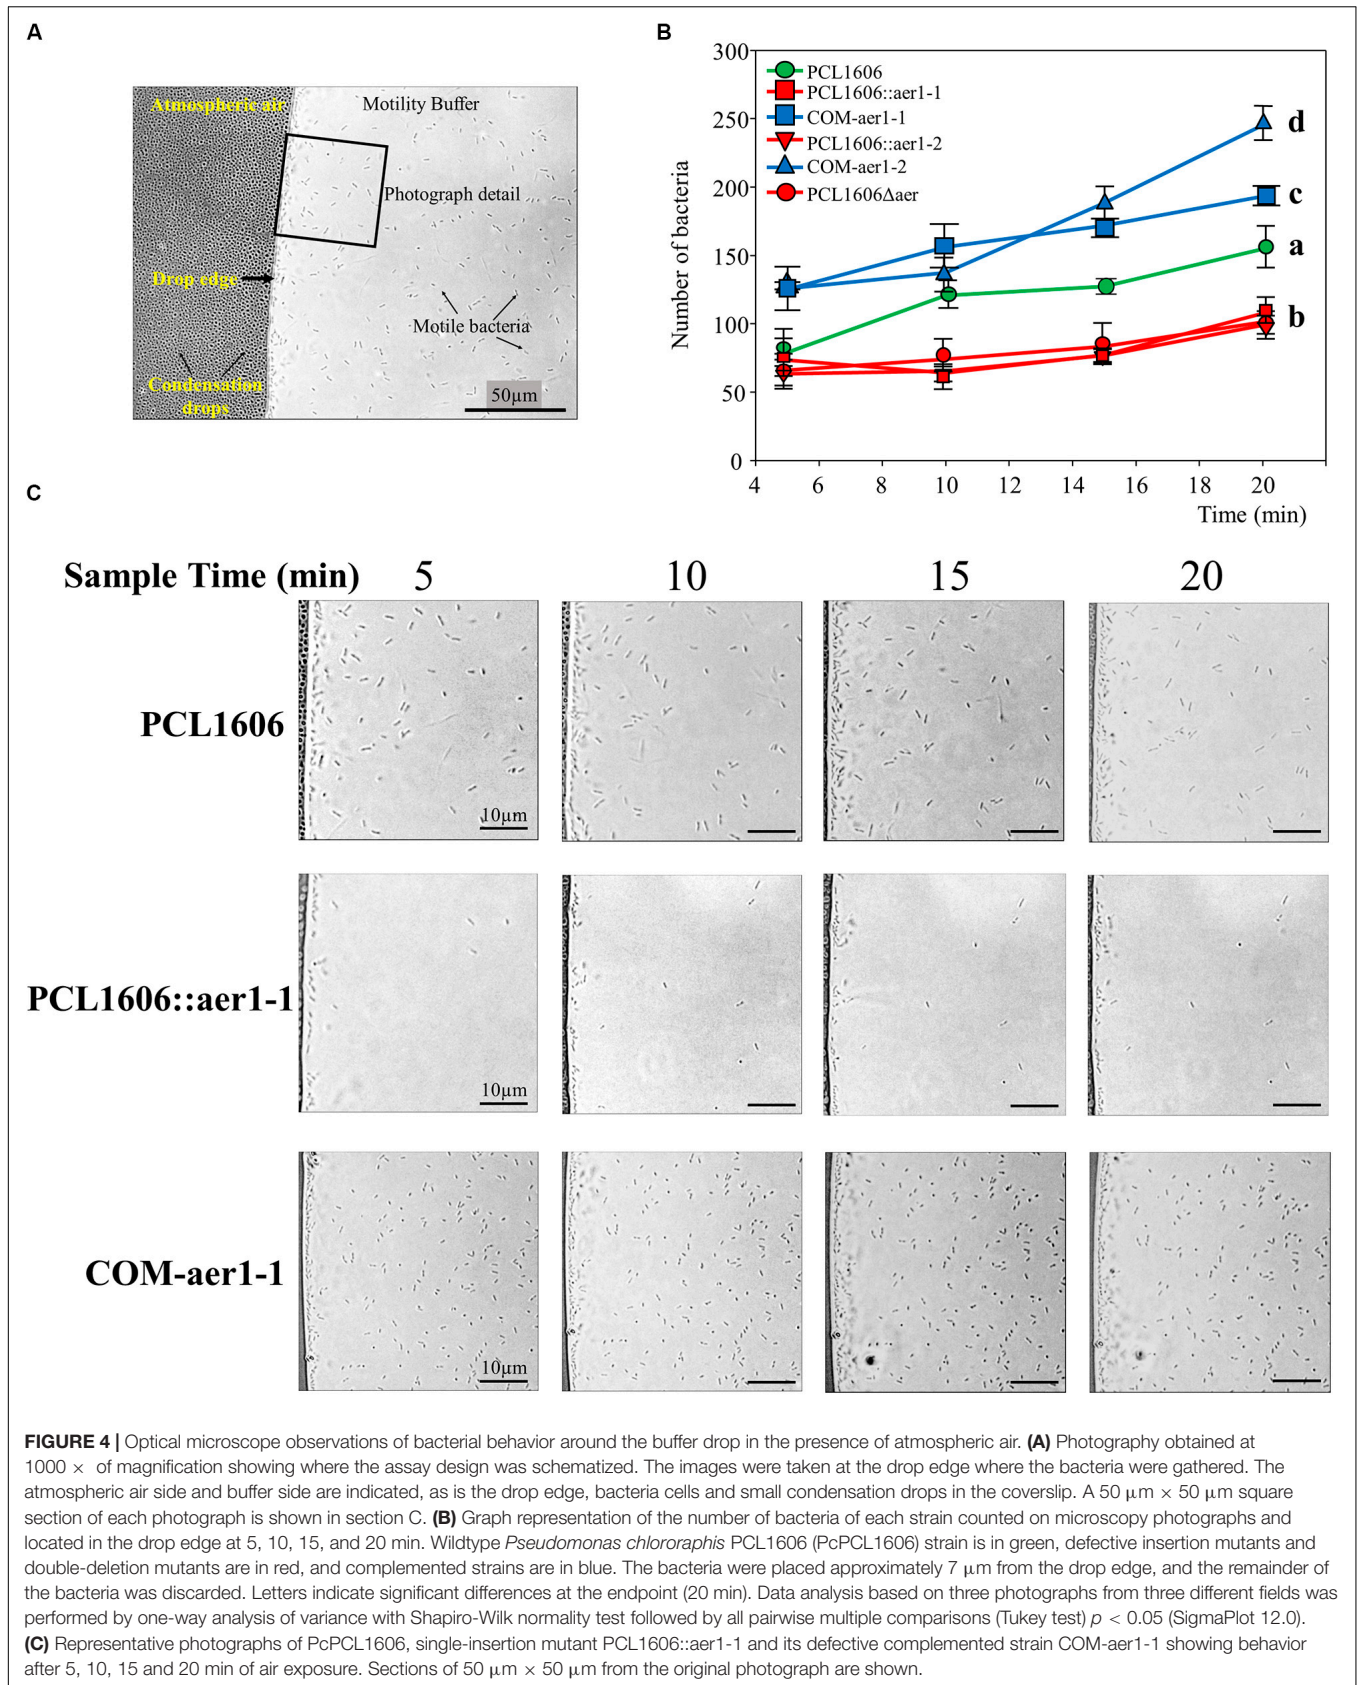 A
Atmospheric air
Motility Buffer
Photograph detail
Drop edge
Motile bacteria
Condensation
drops
50µm
B
300
250
200
150
100
50
0
Number of bacteria
PCL1606
PCL1606::aer1-1
COM-aer1-1
PCL1606::aer1-2
COM-aer1-2
PCL1606Δaer
d
c
a
b
4 6 8 10 12 14 16 18 20
Time (min)
C
Sample Time (min) 5 10 15 20
PCL1606
10µm
PCL1606::aer1-1
10µm
COM-aer1-1
10µm
FIGURE 4 | Optical microscope observations of bacterial behavior around the buffer drop in the presence of atmospheric air. (A) Photography obtained at
1000 × of magnification showing where the assay design was schematized. The images were taken at the drop edge where the bacteria were gathered. The
atmospheric air side and buffer side are indicated, as is the drop edge, bacteria cells and small condensation drops in the coverslip. A 50 µm × 50 µm square
section of each photograph is shown in section C. (B) Graph representation of the number of bacteria of each strain counted on microscopy photographs and
located in the drop edge at 5, 10, 15, and 20 min. Wildtype Pseudomonas chlororaphis PCL1606 (PcPCL1606) strain is in green, defective insertion mutants and
double-deletion mutants are in red, and complemented strains are in blue. The bacteria were placed approximately 7 µm from the drop edge, and the remainder of
the bacteria was discarded. Letters indicate significant differences at the endpoint (20 min). Data analysis based on three photographs from three different fields was
performed by one-way analysis of variance with Shapiro-Wilk normality test followed by all pairwise multiple comparisons (Tukey test) p < 0.05 (SigmaPlot 12.0).
(C) Representative photographs of PcPCL1606, single-insertion mutant PCL1606::aer1-1 and its defective complemented strain COM-aer1-1 showing behavior
after 5, 10, 15 and 20 min of air exposure. Sections of 50 µm × 50 µm from the original photograph are shown.